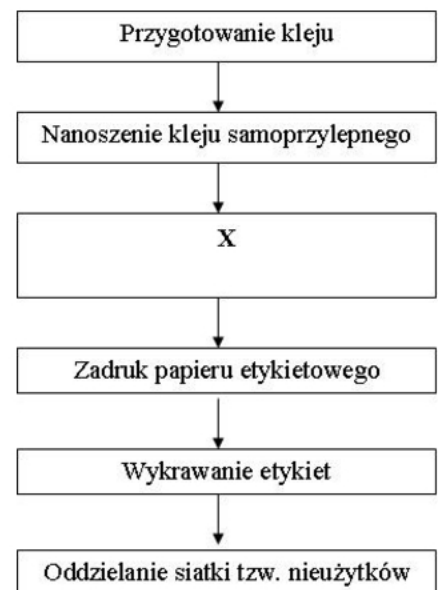 Przygotowanie kleju
Nanoszenie kleju samoprzylepnego
X
Zadruk papieru etykietowego
Wykrawanie etykiet
Oddzielanie siatki tzw. nieużytków